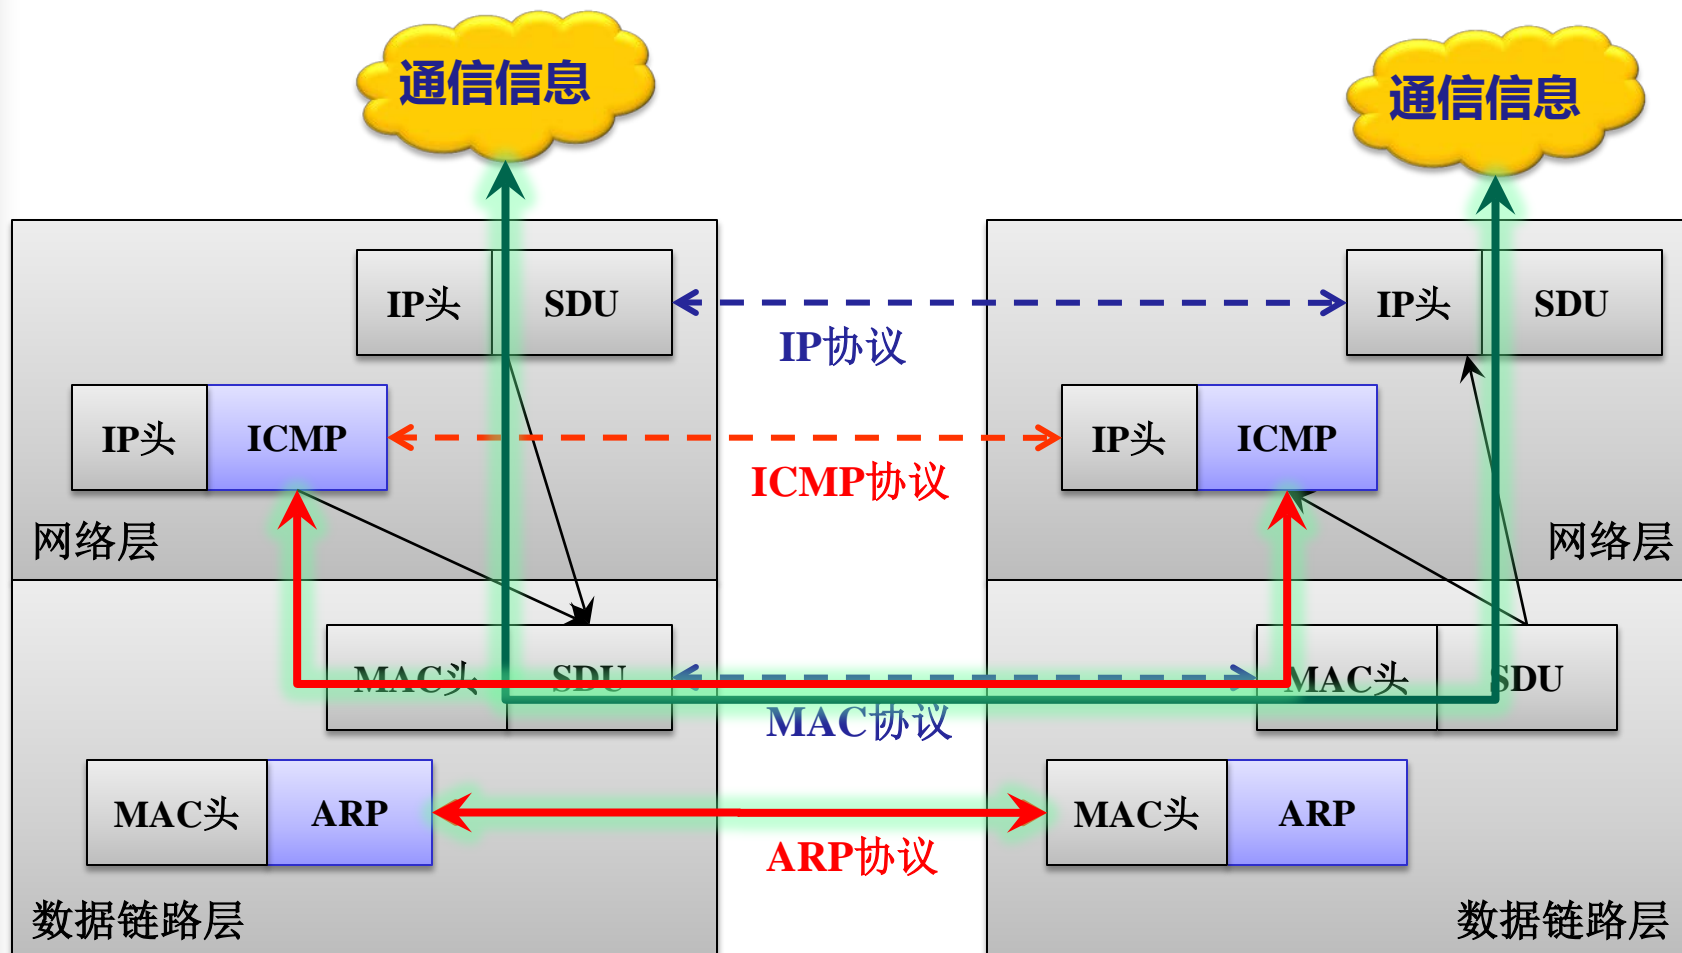 通信信息
通信信息
IP头 SDU
IP协议
IP头 SDU
IP头 ICMP
ICMP协议
IP头 ICMP
网络层
网络层
MAC头 SDU
MAC协议
MAC头 SDU
MAC头 ARP
ARP协议
MAC头 ARP
数据链路层
数据链路层